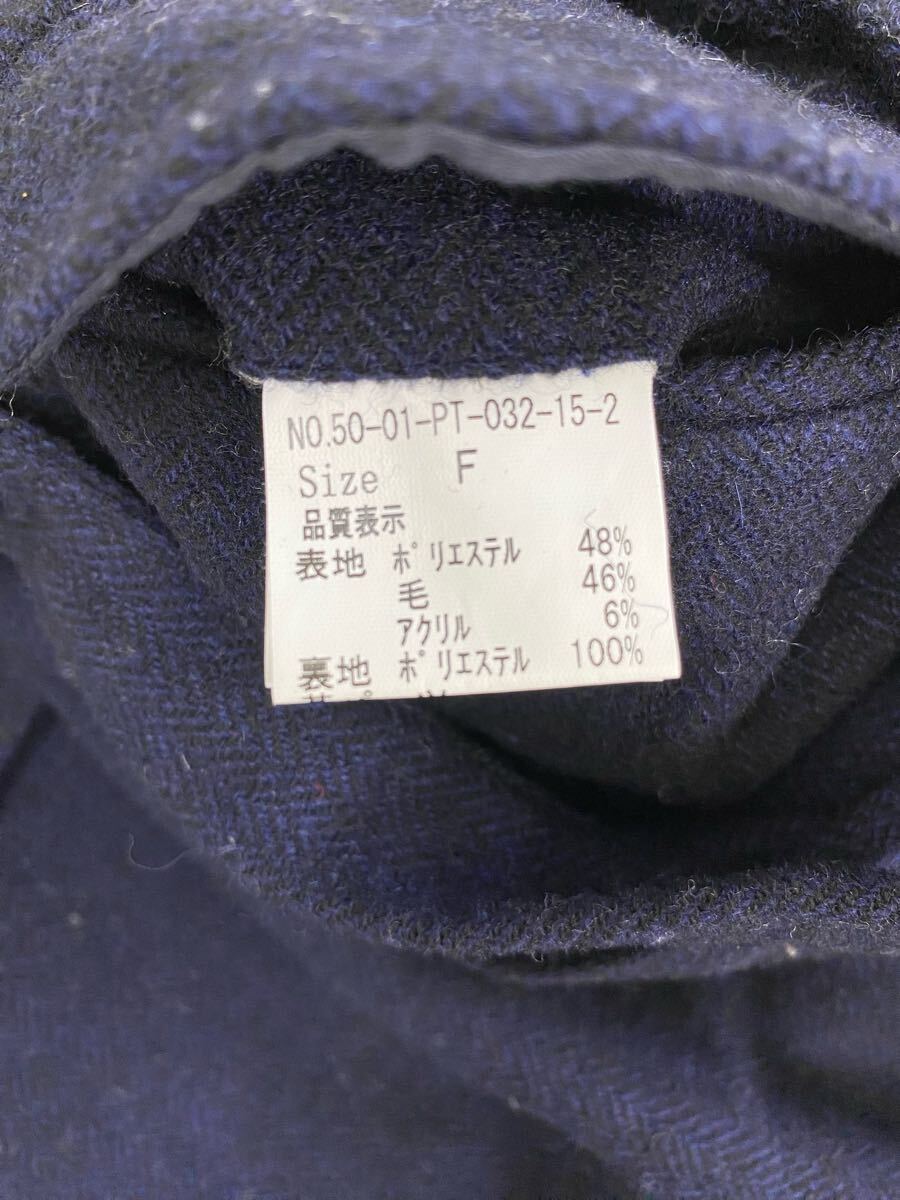 NO.50-01-PT-032-15-2
Size F
品質表示
表地 ﾎﾟﾘｴｽﾃﾙ 48%
毛 46%
ｱｸﾘﾙ 6%
裏地 ﾎﾟﾘｴｽﾃﾙ 100%